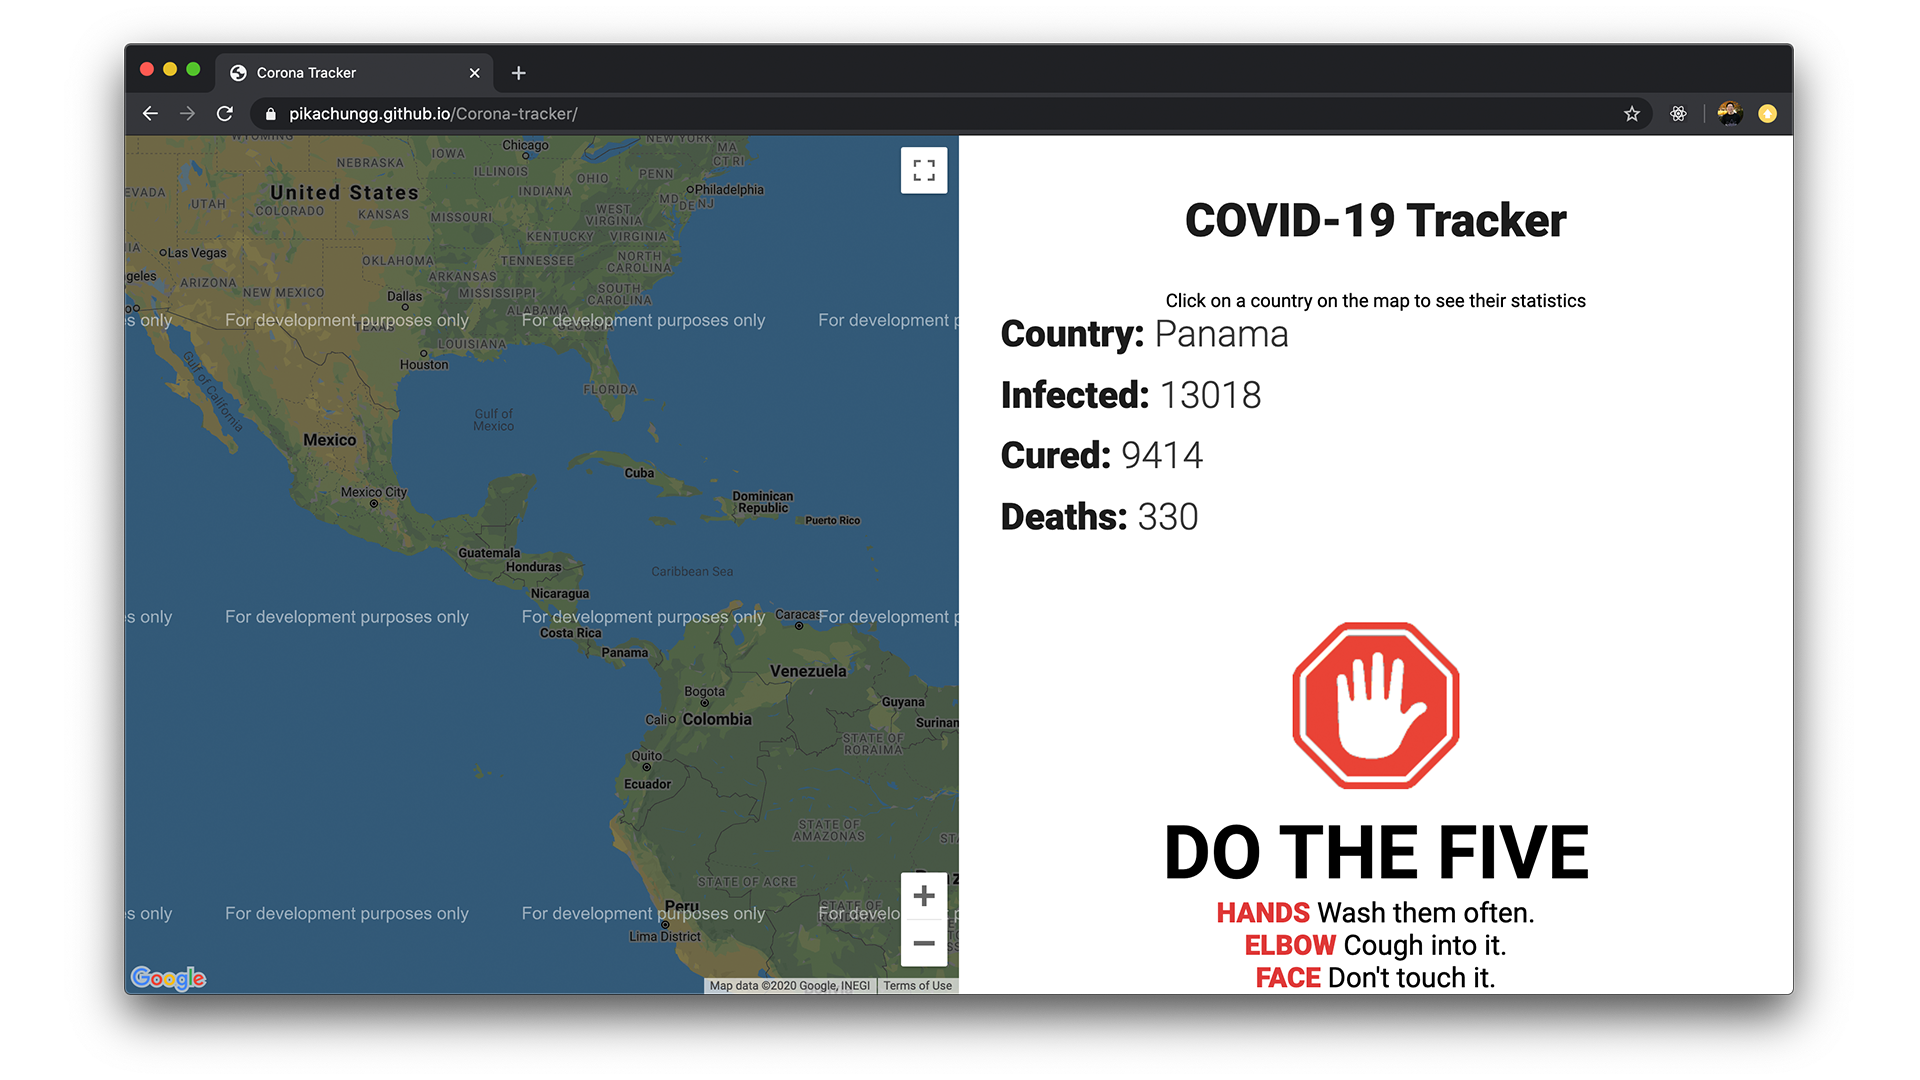 Corona Tracker
pikachungg.github.io/Corona-tracker/
WYOMING
NEBRASKA
IOWA
Chicago
NEW YORK
MA
CT RI
ILLINOIS
OHIO
PENN
EVADA
UTAH
United States
COLORADO
KANSAS
MISSOURI
INDIANA
Philadelphia
MD
DE NJ
WEST
VIRGINIA
KENTUCKY
VIRGINIA
Las Vegas
OKLAHOMA
TENNESSEE
NORTH
CAROLINA
geles
ARIZONA
NEW MEXICO
ARKANSAS
Dallas
MISSISSIPPI
SOUTH
CAROLINA
ALABAMA
s only
For development purposes only
For development purposes only
For development p
TEXAS
GEORGIA
LOUISIANA
Houston
Gulf of California
FLORIDA
Gulf of
Mexico
Mexico
Cuba
Mexico City
Dominican
Republic
Puerto Rico
Guatemala
Honduras
Caribbean Sea
Nicaragua
s only
For development purposes only
For development purposes only
Caracas
For development p
Costa Rica
Panama
Venezuela
Bogota
Guyana
Cali
Colombia
Surinam
STATE OF
RORAIMA
Quito
Ecuador
STATE OF
AMAZONAS
STA
STATE OF ACRE
Peru
STATE OF
s only
For development purposes only
For development purposes only
For develo
Lima District
Google
Map data ©2020 Google, INEGI
Terms of Use
COVID-19 Tracker
Click on a country on the map to see their statistics
Country: Panama
Infected: 13018
Cured: 9414
Deaths: 330
DO THE FIVE
HANDS Wash them often.
ELBOW Cough into it.
FACE Don't touch it.